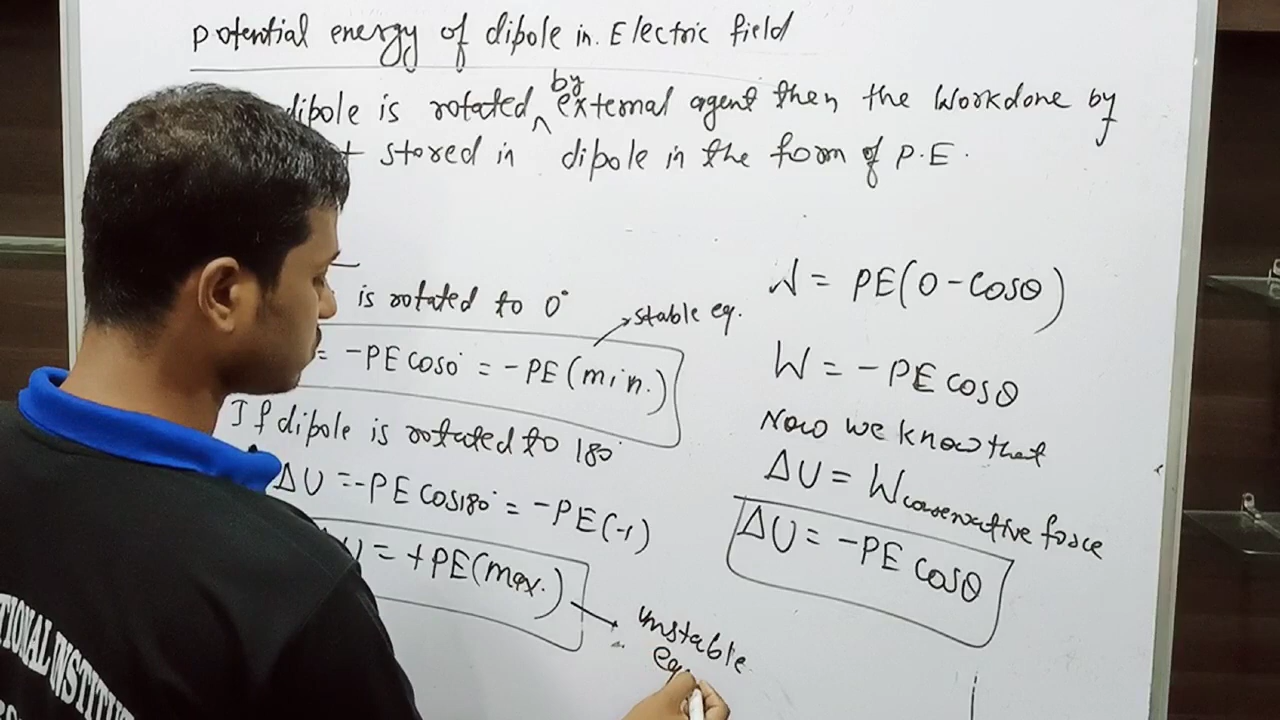 potential energy of dipole in. Electric field
dipole is rotated by external agent then the workdone by
stored in dipole in the form of P.E.
is rotated to 0°
= -PE cos0° = -PE (min.)
stable eq.
If dipole is rotated to 180°
ΔU = -PE cos180° = -PE(-1)
U = +PE (max.)
unstable
eq
W = PE(0 - cosθ)
W = -PE cosθ
Now we know that
ΔU = W conservative force
ΔU = -PE cosθ
TIONAL INSTITUT